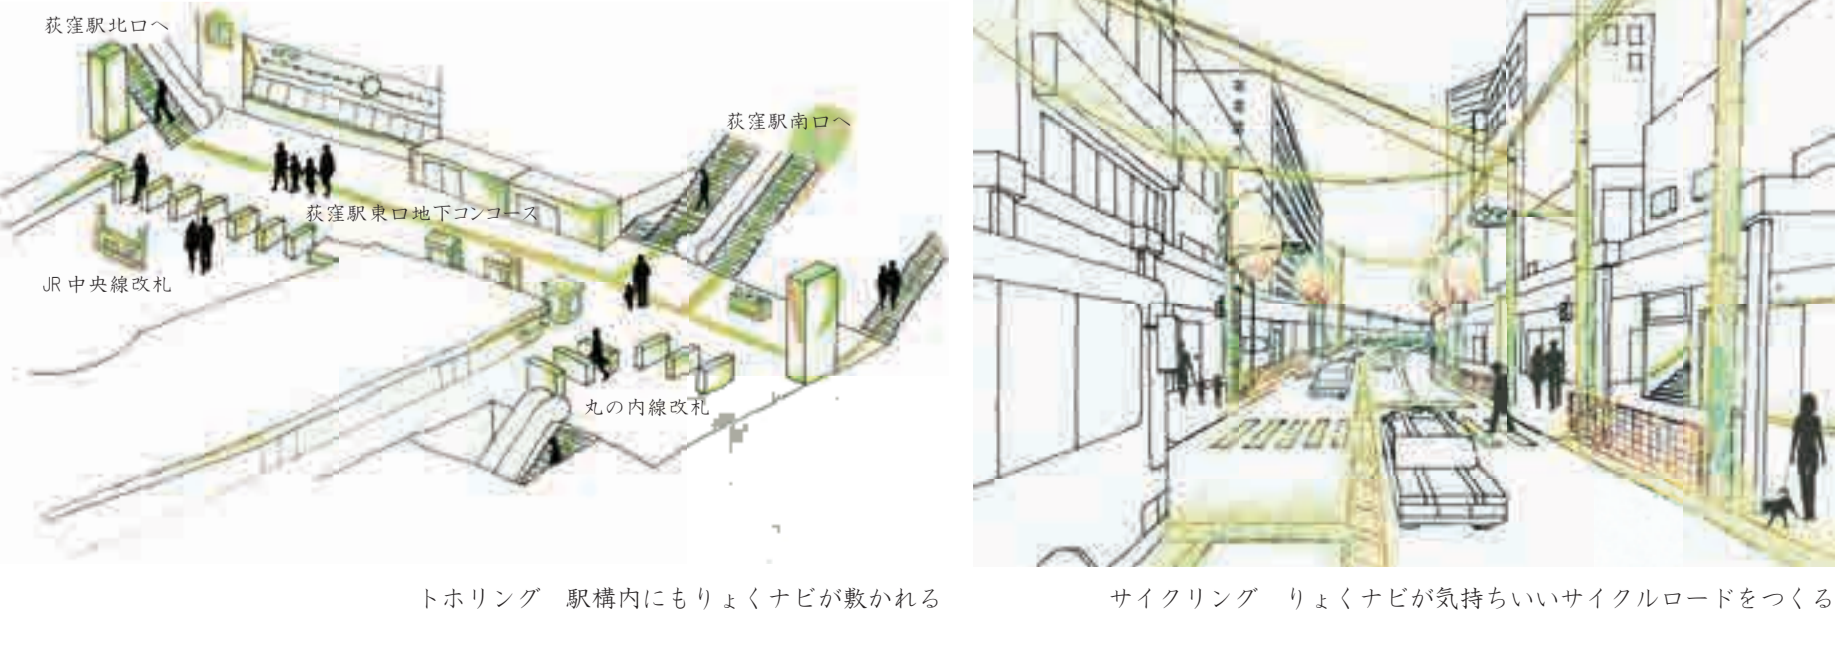 荻窪駅北口へ
荻窪駅南口へ
荻窪駅東口地下コンコース
JR中央線改札
丸の内線改札
トホリング　駅構内にもりょくナビが敷かれる
サイクリング　りょくナビが気持ちいいサイクルロードをつくる